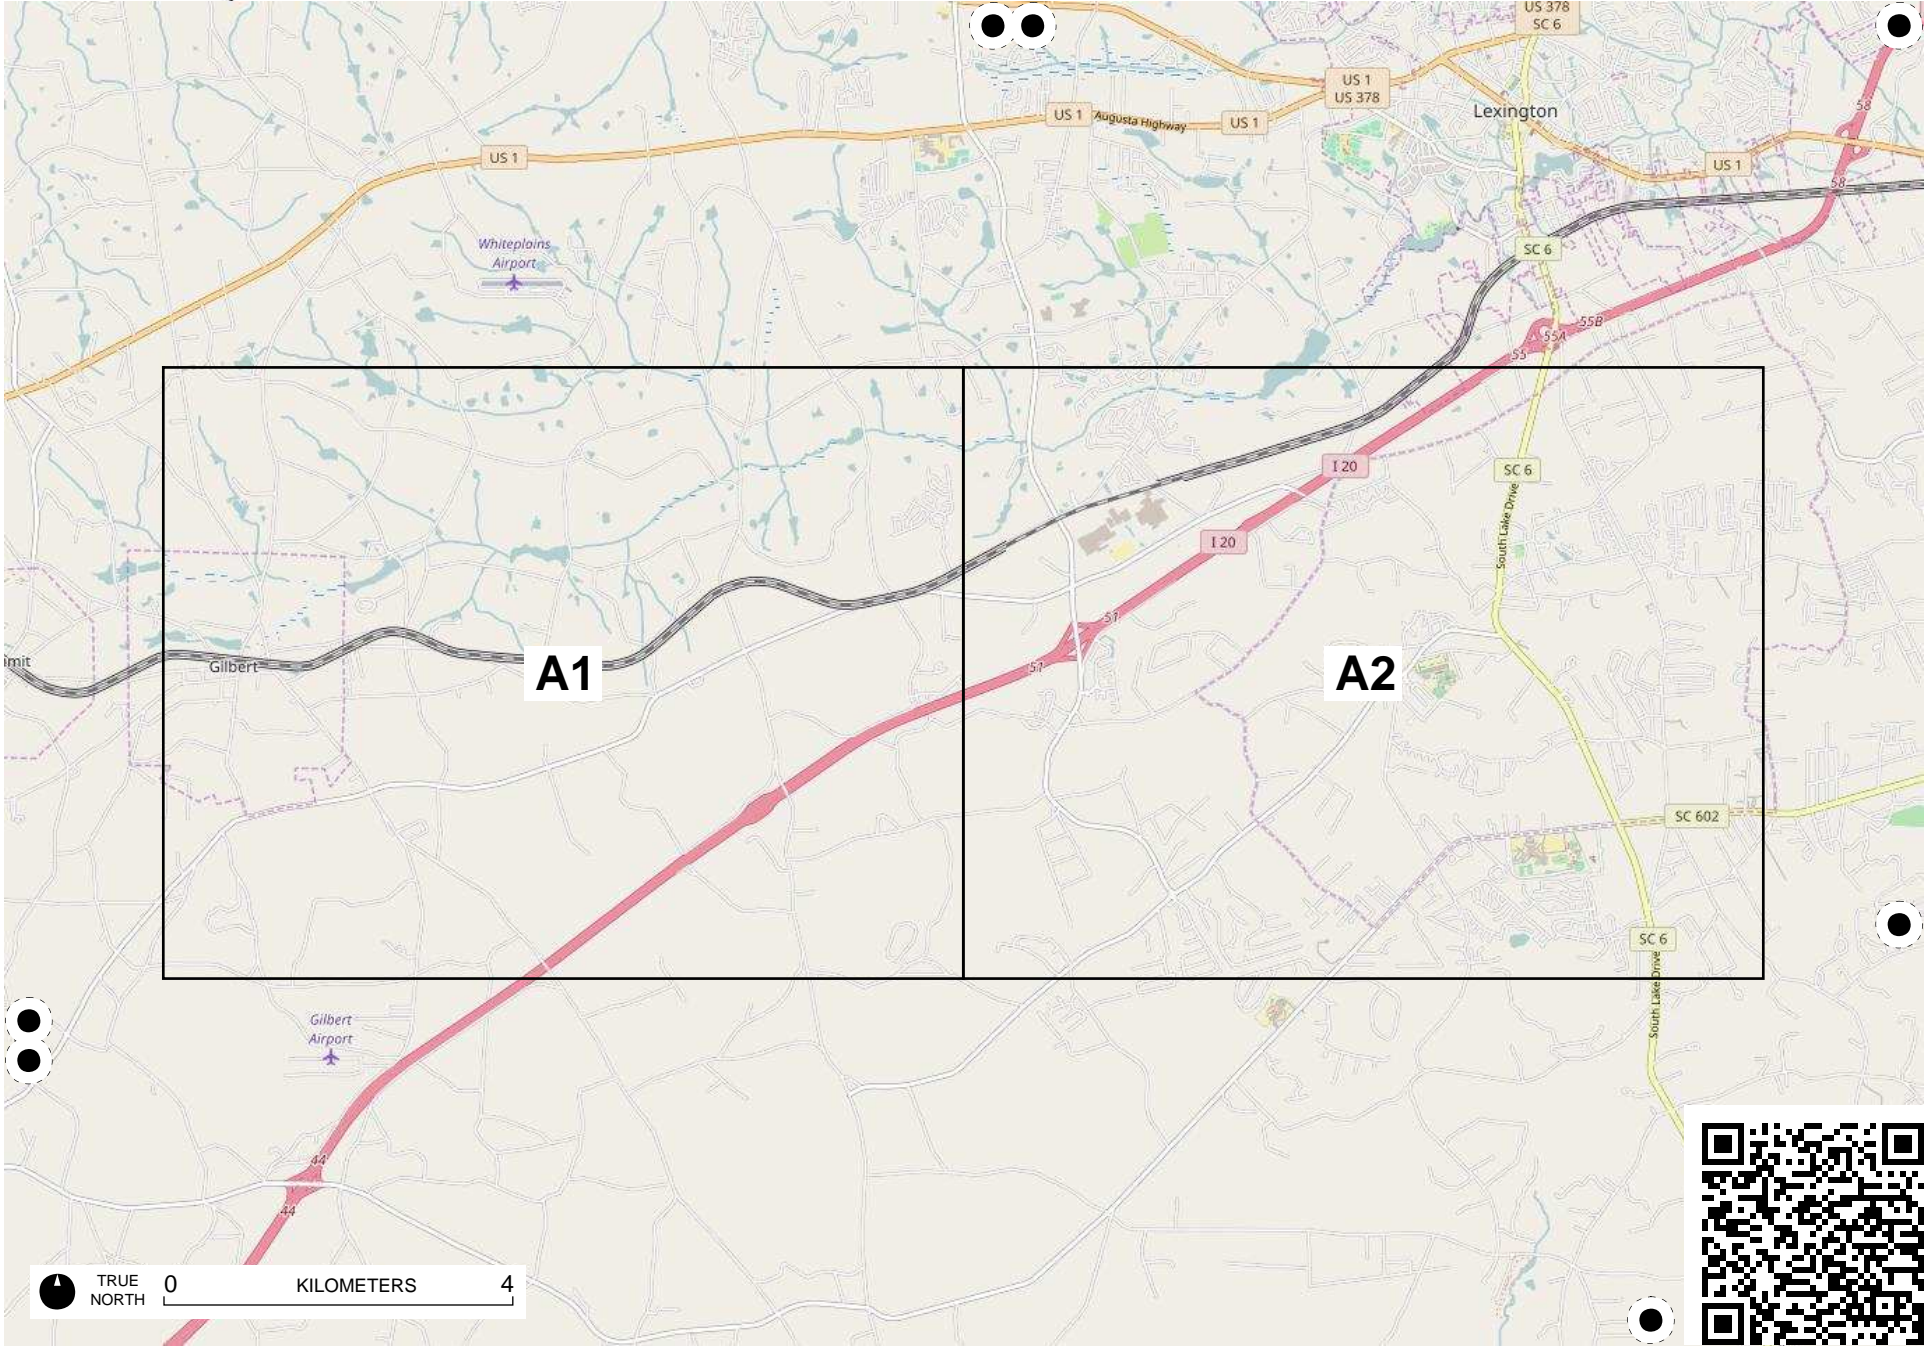 US 378
SC 6
US 1
US 378
Lexington
US 1
Augusta Highway
US 1
US 1
US 1
58
58
Whiteplains
Airport
SC 6
55B
55A
55
I 20
SC 6
South Lake Drive
I 20
51
51
Gilbert
A1
A2
SC 602
SC 6
South Lake Drive
Gilbert
Airport
44
44
TRUE
NORTH
0
KILOMETERS
4